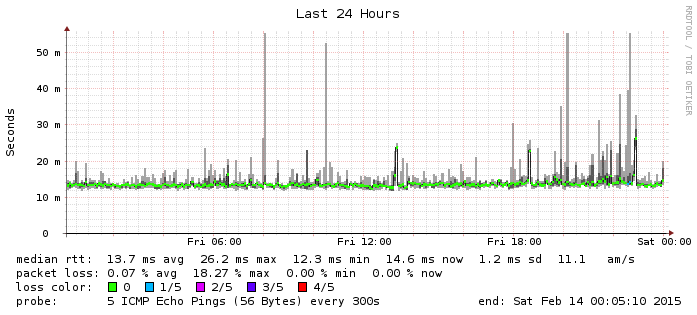 Last 24 Hours
RRDTOOL / TOBI OETIKER
Seconds
50 m
40 m
30 m
20 m
10 m
0
Fri 06:00 Fri 12:00 Fri 18:00 Sat 00:00
median rtt: 13.7 ms avg 26.2 ms max 12.3 ms min 14.6 ms now 1.2 ms sd 11.1 am/s
packet loss: 0.07 % avg 18.27 % max 0.00 % min 0.00 % now
loss color: 0 1/5 2/5 3/5 4/5
probe: 5 ICMP Echo Pings (56 Bytes) every 300s end: Sat Feb 14 00:05:10 2015